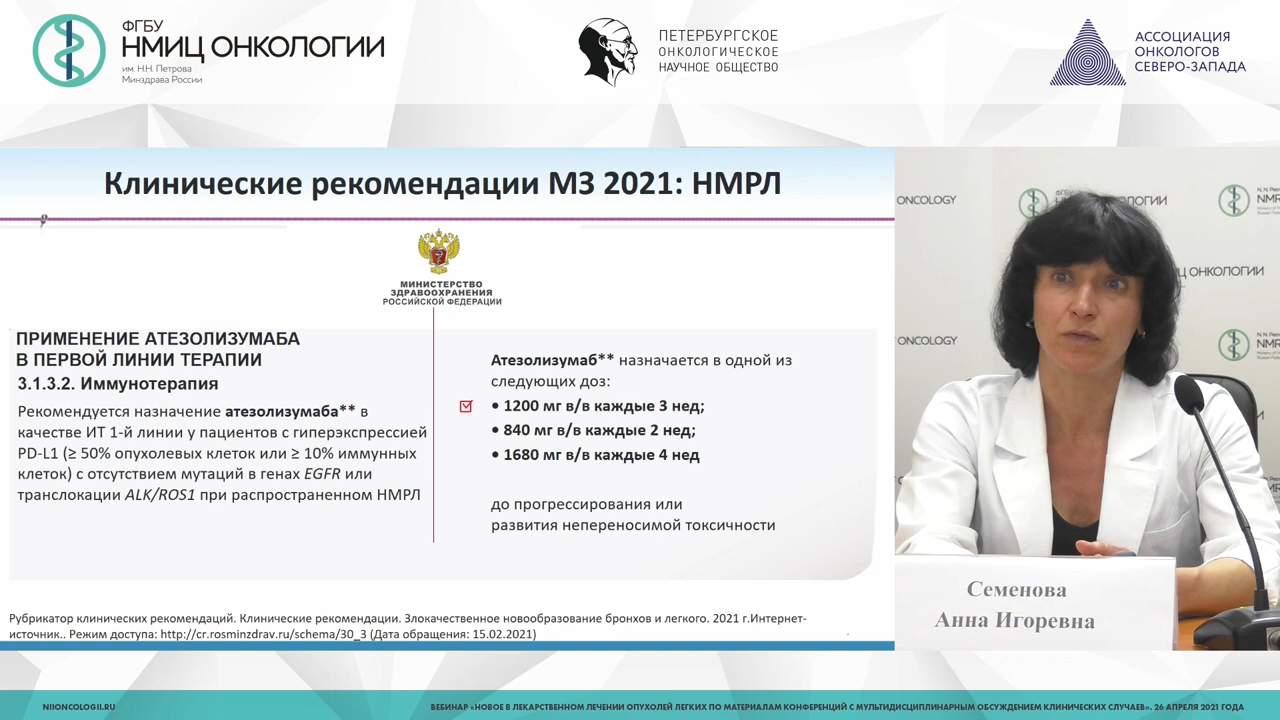 ФГБУ
НМИЦ ОНКОЛОГИИ
им. Н.Н. Петрова
Минздрава России
ПЕТЕРБУРГСКОЕ
ОНКОЛОГИЧЕСКОЕ
НАУЧНОЕ ОБЩЕСТВО
АССОЦИАЦИЯ
ОНКОЛОГОВ
СЕВЕРО-ЗАПАДА
Клинические рекомендации МЗ 2021: НМРЛ
МИНИСТЕРСТВО
ЗДРАВООХРАНЕНИЯ
РОССИЙСКОЙ ФЕДЕРАЦИИ
ПРИМЕНЕНИЕ АТЕЗОЛИЗУМАБА
В ПЕРВОЙ ЛИНИИ ТЕРАПИИ
3.1.3.2. Иммунотерапия
Рекомендуется назначение атезолизумаба** в
качестве ИТ 1-й линии у пациентов с гиперэкспрессией
PD-L1 (≥ 50% опухолевых клеток или ≥ 10% иммунных
клеток) с отсутствием мутаций в генах EGFR или
транслокации ALK/ROS1 при распространенном НМРЛ
Атезолизумаб** назначается в одной из
следующих доз:
• 1200 мг в/в каждые 3 нед;
• 840 мг в/в каждые 2 нед;
• 1680 мг в/в каждые 4 нед
до прогрессирования или
развития непереносимой токсичности
Рубрикатор клинических рекомендаций. Клинические рекомендации. Злокачественное новообразование бронхов и легкого. 2021 г.Интернет-
источник.. Режим доступа: http://cr.rosminzdrav.ru/schema/30_3 (Дата обращения: 15.02.2021)
ONCOLOGY
ФГБУ
ОЛОГИИ
Ц ОНКОЛОГИИ
ONCOLOGY
NMR
Семенова
Анна Игоревна
NIIONCOLOGII.RU
ВЕБИНАР «НОВОЕ В ЛЕКАРСТВЕННОМ ЛЕЧЕНИИ ОПУХОЛЕЙ ЛЕГКИХ ПО МАТЕРИАЛАМ КОНФЕРЕНЦИЙ С МУЛЬТИДИСЦИПЛИНАРНЫМ ОБСУЖДЕНИЕМ КЛИНИЧЕСКИХ СЛУЧАЕВ». 26 АПРЕЛЯ 2021 ГОДА